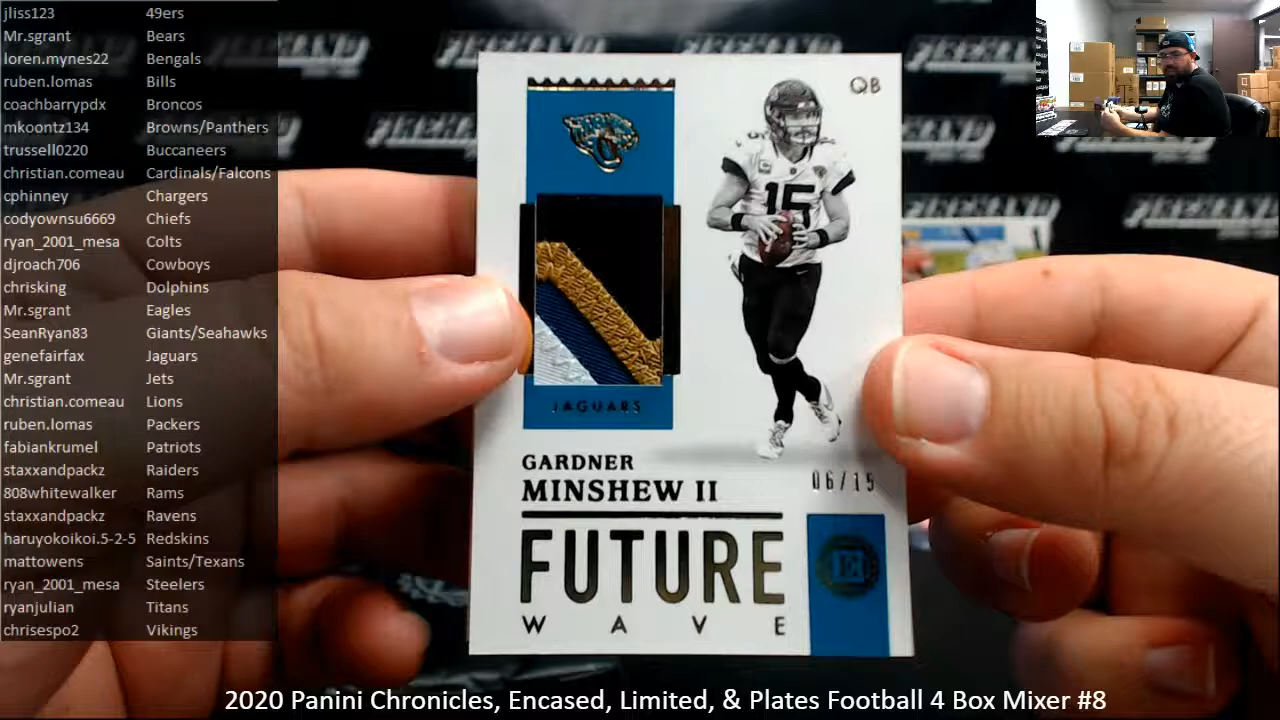 jliss123 49ers
Mr.sgrant Bears
loren.mynes22 Bengals
ruben.lomas Bills
coachbarrypdx Broncos
mkoontz134 Browns/Panthers
trussell0220 Buccaneers
christian.comeau Cardinals/Falcons
cphinney Chargers
codyownsu6669 Chiefs
ryan_2001_mesa Colts
djroach706 Cowboys
chrisking Dolphins
Mr.sgrant Eagles
SeanRyan83 Giants/Seahawks
genefairfax Jaguars
Mr.sgrant Jets
christian.comeau Lions
ruben.lomas Packers
fabiankrumel Patriots
staxxandpackz Raiders
808whitewalker Rams
staxxandpackz Ravens
haruyokoikoi.5-2-5 Redskins
mattowens Saints/Texans
ryan_2001_mesa Steelers
ryanjulian Titans
chrisespo2 Vikings
QB
15
JAGUARS
GARDNER
MINSHEW II
06/15
FUTURE
WAVE
E
FIREHAND
FIREHAND
2020 Panini Chronicles, Encased, Limited, & Plates Football 4 Box Mixer #8